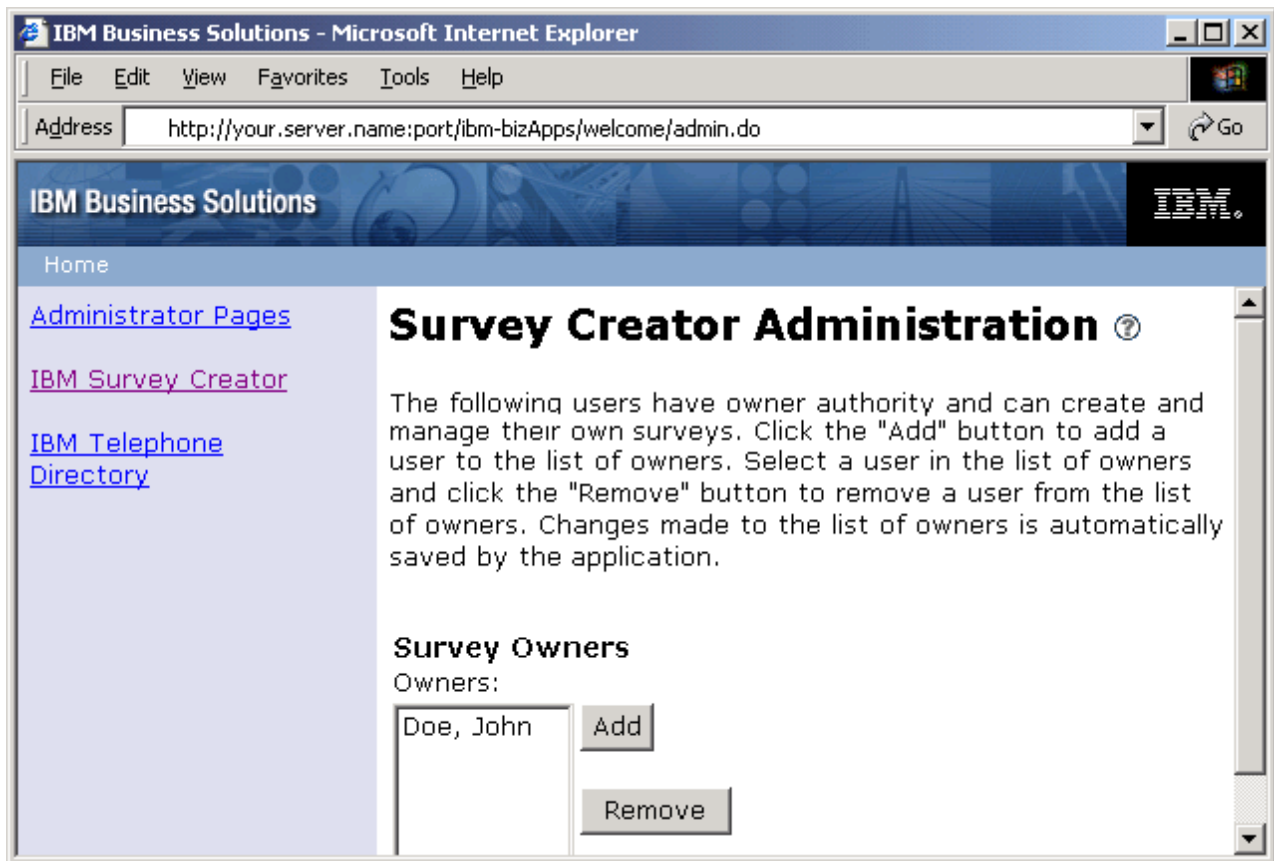 IBM Business Solutions - Microsoft Internet Explorer
File Edit View Favorites Tools Help
Address http://your.server.name:port/ibm-bizApps/welcome/admin.do Go
IBM Business Solutions IBM.
Home
Administrator Pages
IBM Survey Creator
IBM Telephone
Directory
Survey Creator Administration ?
The following users have owner authority and can create and
manage their own surveys. Click the "Add" button to add a
user to the list of owners. Select a user in the list of owners
and click the "Remove" button to remove a user from the list
of owners. Changes made to the list of owners is automatically
saved by the application.
Survey Owners
Owners:
Doe, John Add
Remove